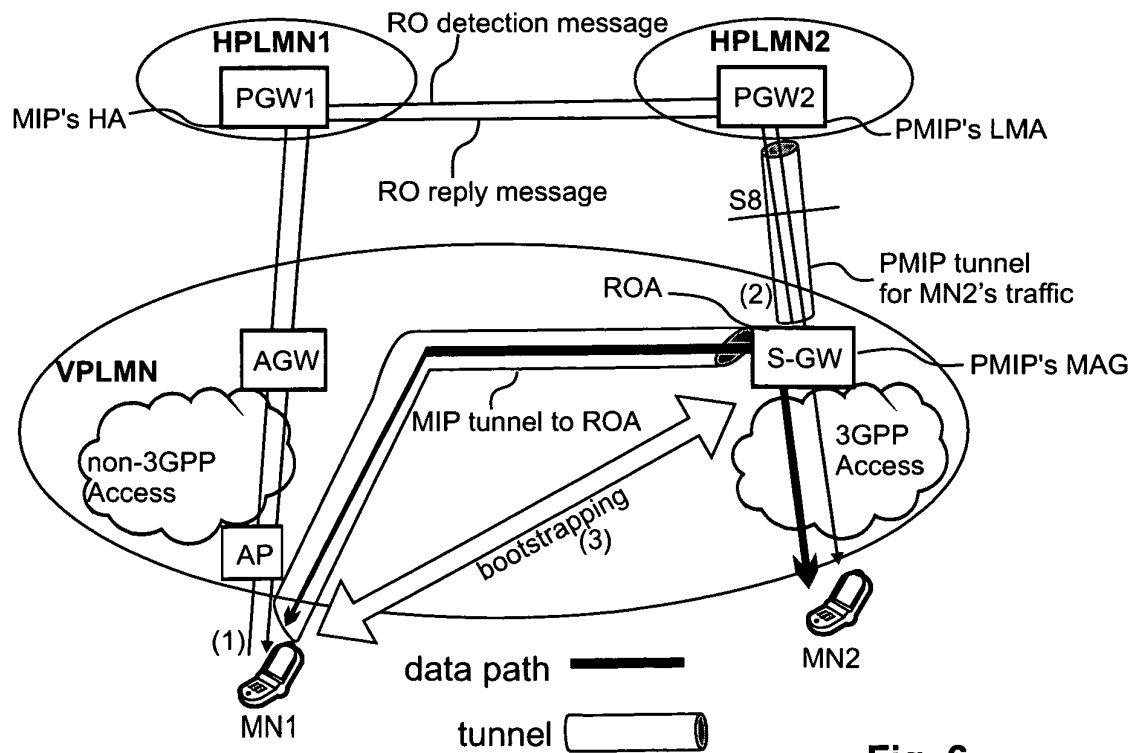 RO detection message
HPLMN1
HPLMN2
PGW1
PGW2
MIP's HA
PMIP's LMA
RO reply message
S8
PMIP tunnel
for MN2's traffic
ROA
(2)
AGW
S-GW
VPLMN
PMIP's MAG
MIP tunnel to ROA
non-3GPP
Access
3GPP
Access
bootstrapping
(3)
AP
(1)
MN2
data path
MN1
tunnel